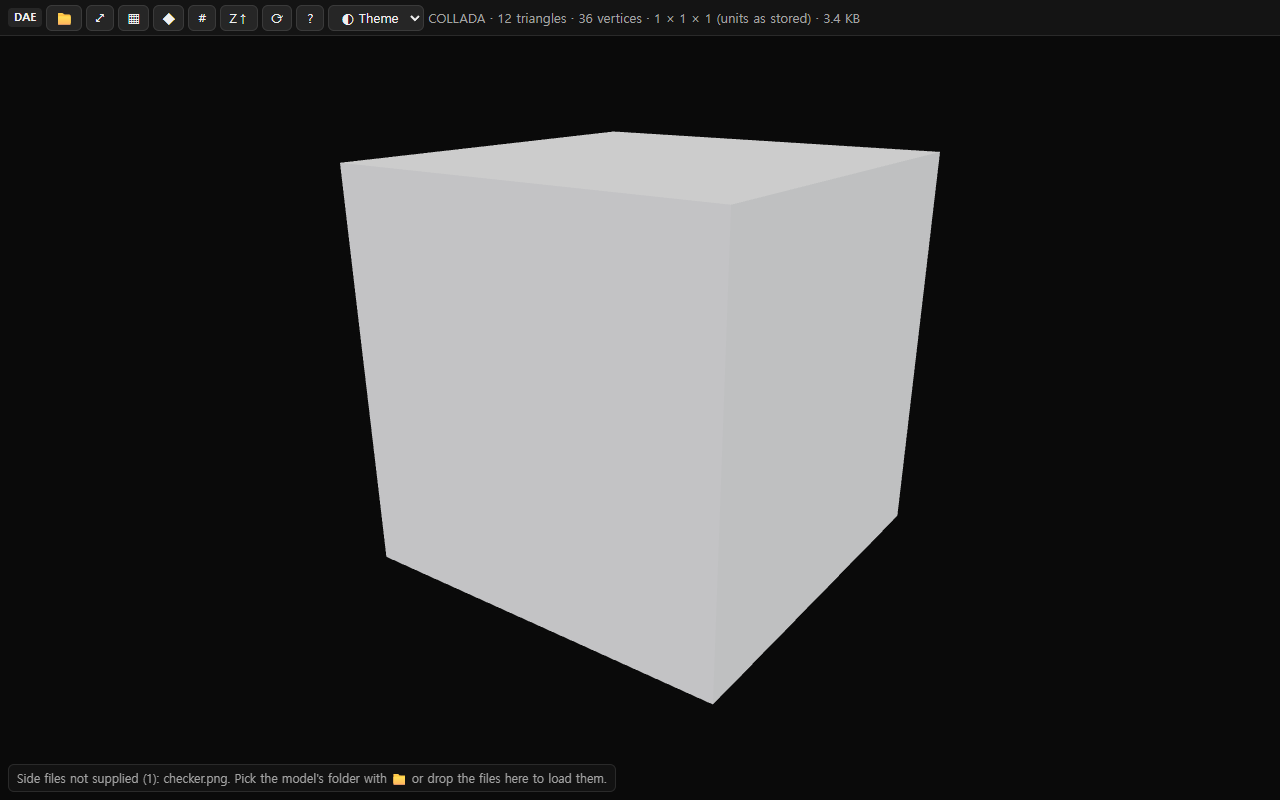 DAE 📁 ⤢ ▦ ◆ # Z↑ ⟳ ? ◐ Theme COLLADA · 12 triangles · 36 vertices · 1 × 1 × 1 (units as stored) · 3.4 KB
Side files not supplied (1): checker.png. Pick the model's folder with 📁 or drop the files here to load them.